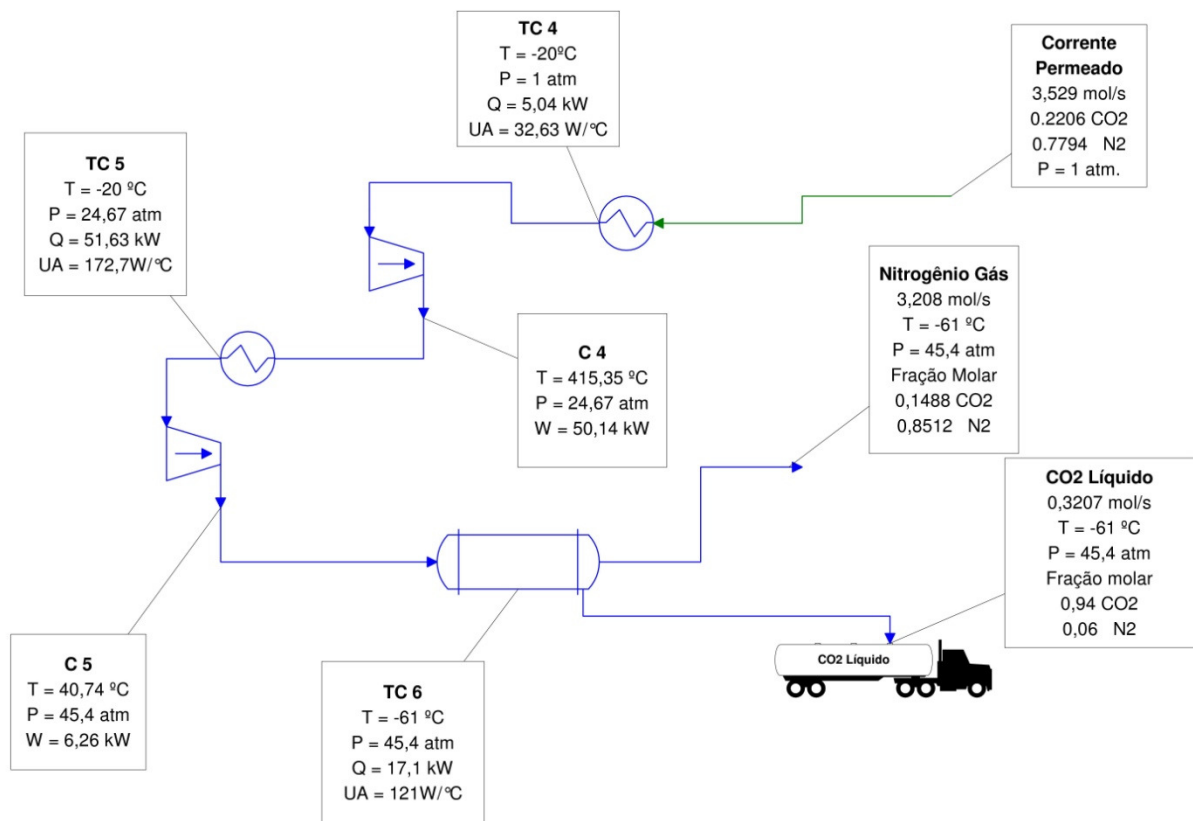 TC 4
T = -20ºC
P = 1 atm
Q = 5,04 kW
UA = 32,63 W/°C
Corrente
Permeado
3,529 mol/s
0.2206 CO2
0.7794 N2
P = 1 atm.
TC 5
T = -20 ºC
P = 24,67 atm
Q = 51,63 kW
UA = 172,7W/°C
Nitrogênio Gás
3,208 mol/s
T = -61 ºC
P = 45,4 atm
Fração Molar
0,1488 CO2
0,8512 N2
C 4
T = 415,35 ºC
P = 24,67 atm
W = 50,14 kW
CO2 Líquido
0,3207 mol/s
T = -61 ºC
P = 45,4 atm
Fração molar
0,94 CO2
0,06 N2
C 5
T = 40,74 ºC
P = 45,4 atm
W = 6,26 kW
TC 6
T = -61 ºC
P = 45,4 atm
Q = 17,1 kW
UA = 121W/°C
CO2 Líquido